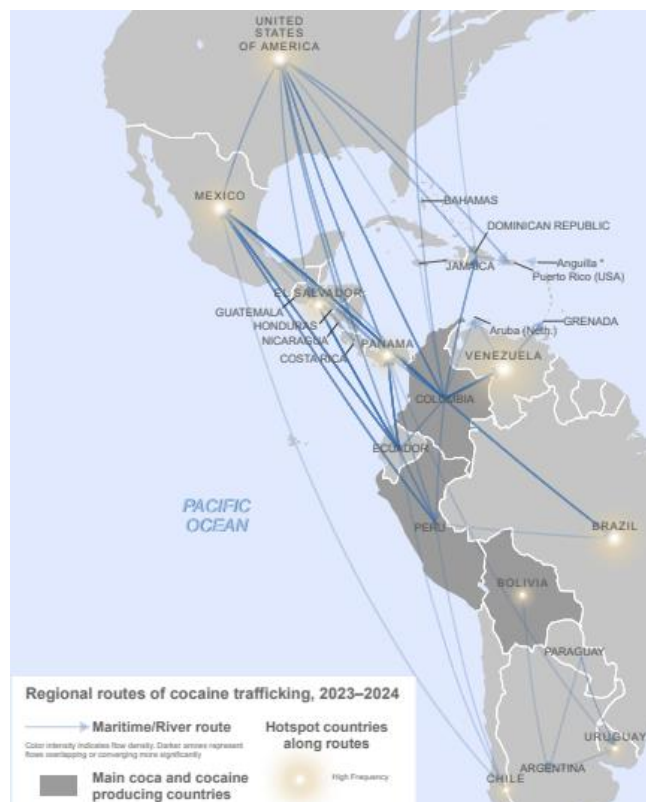 UNITED
STATES
OF AMERICA
MEXICO
BAHAMAS
DOMINICAN REPUBLIC
JAMAICA
Anguilla *
Puerto Rico (USA)
EL SALVADOR
GUATEMALA
HONDURAS
NICARAGUA
COSTA RICA
PANAMA
Aruba (Neth.)
GRENADA
VENEZUELA
COLOMBIA
ECUADOR
PACIFIC
OCEAN
PERU
BRAZIL
BOLIVIA
PARAGUAY
URUGUAY
ARGENTINA
CHILE
Regional routes of cocaine trafficking, 2023–2024
Maritime/River route
Color intensity indicates flow density. Darker arrows represent
flows overlapping or converging more significantly
Hotspot countries
along routes
High Frequency
Main coca and cocaine
producing countries